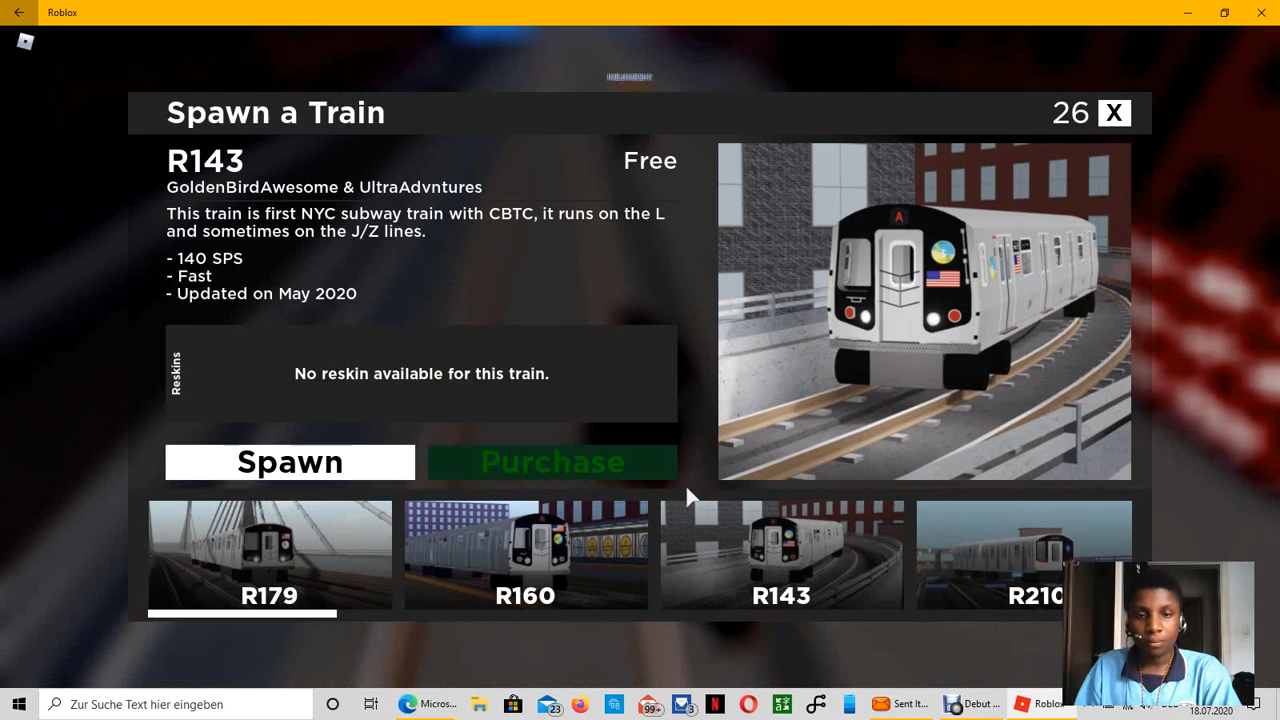 Roblox
Spawn a Train
26 X
R143
Free
GoldenBirdAwesome & UltraAdvntures
This train is first NYC subway train with CBTC, it runs on the L
and sometimes on the J/Z lines.
- 140 SPS
- Fast
- Updated on May 2020
Reskins
No reskin available for this train.
Spawn
Purchase
A
R179
R160
R143
R210
Zur Suche Text hier eingeben
Micros...
23
99+
3
Sent It...
Debut ...
Roblox
18.07.2020